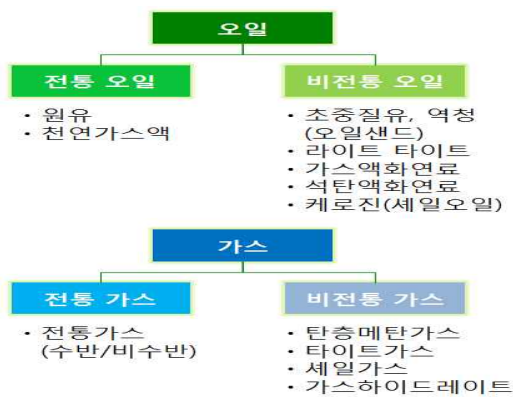 오일
전통 오일
비전통 오일
• 원유
• 천연가스액
• 초중질유, 역청
(오일샌드)
• 라이트 타이트
• 가스액화연료
• 석탄액화연료
• 케로진(셰일오일)
가스
전통 가스
비전통 가스
• 전통가스
(수반/비수반)
• 탄층메탄가스
• 타이트가스
• 셰일가스
• 가스하이드레이트